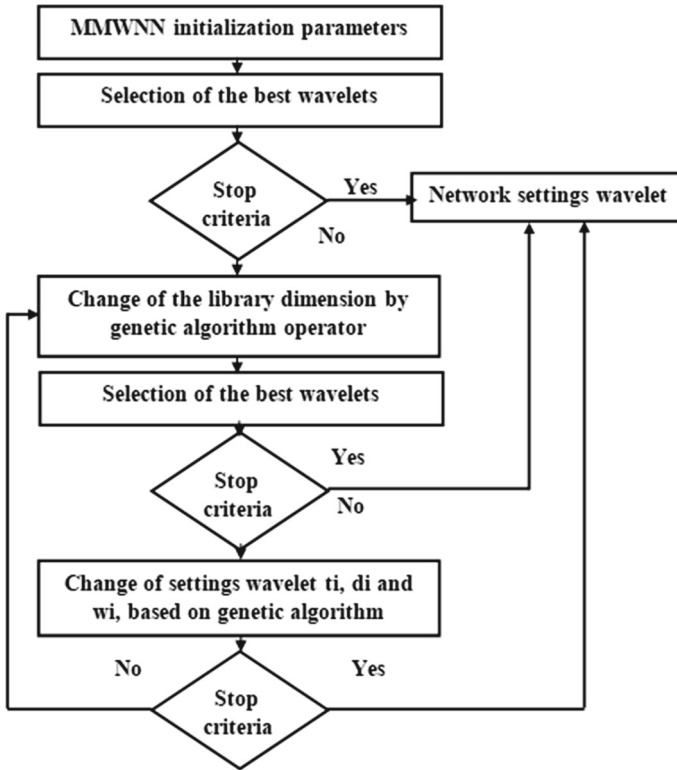 MMWNN initialization parameters
Selection of the best wavelets
Stop
criteria
Yes
Network settings wavelet
No
Change of the library dimension by
genetic algorithm operator
Selection of the best wavelets
Stop
criteria
Yes
No
Change of settings wavelet ti, di and
wi, based on genetic algorithm
No
Yes
Stop
criteria